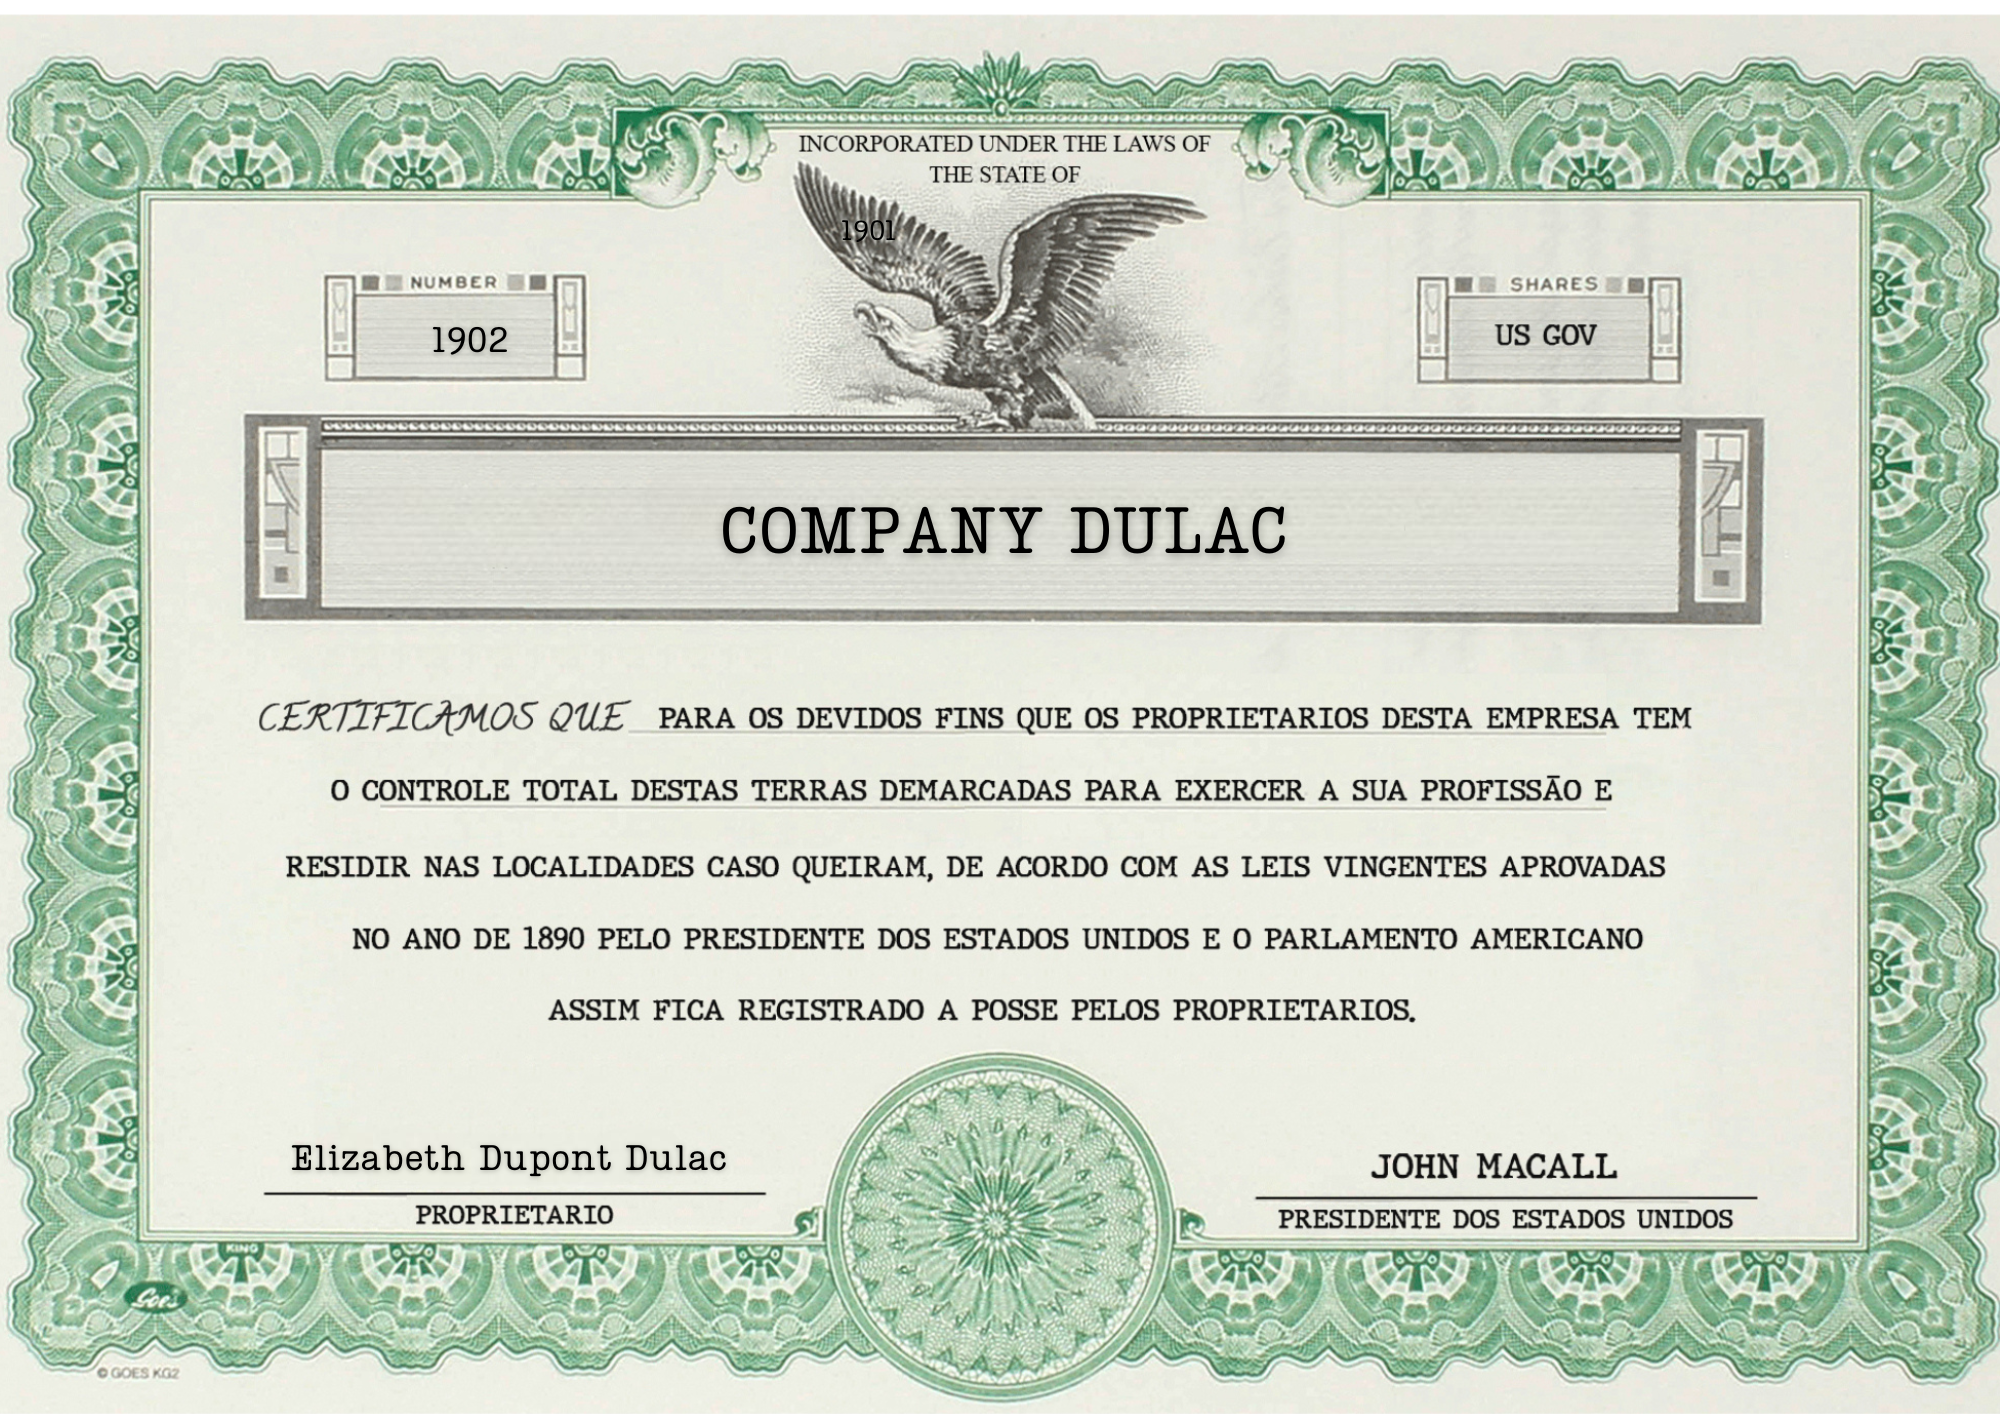 INCORPORATED UNDER THE LAWS OF
THE STATE OF
1901
NUMBER
1902
SHARES
US GOV
COMPANY DULAC
CERTIFICAMOS QUE PARA OS DEVIDOS FINS QUE OS PROPRIETARIOS DESTA EMPRESA TEM
O CONTROLE TOTAL DESTAS TERRAS DEMARCADAS PARA EXERCER A SUA PROFISSÃO E
RESIDIR NAS LOCALIDADES CASO QUEIRAM, DE ACORDO COM AS LEIS VINGENTES APROVADAS
NO ANO DE 1890 PELO PRESIDENTE DOS ESTADOS UNIDOS E O PARLAMENTO AMERICANO
ASSIM FICA REGISTRADO A POSSE PELOS PROPRIETARIOS.
Elizabeth Dupont Dulac
PROPRIETARIO
JOHN MACALL
PRESIDENTE DOS ESTADOS UNIDOS
KING
Goes
© GOES KG2